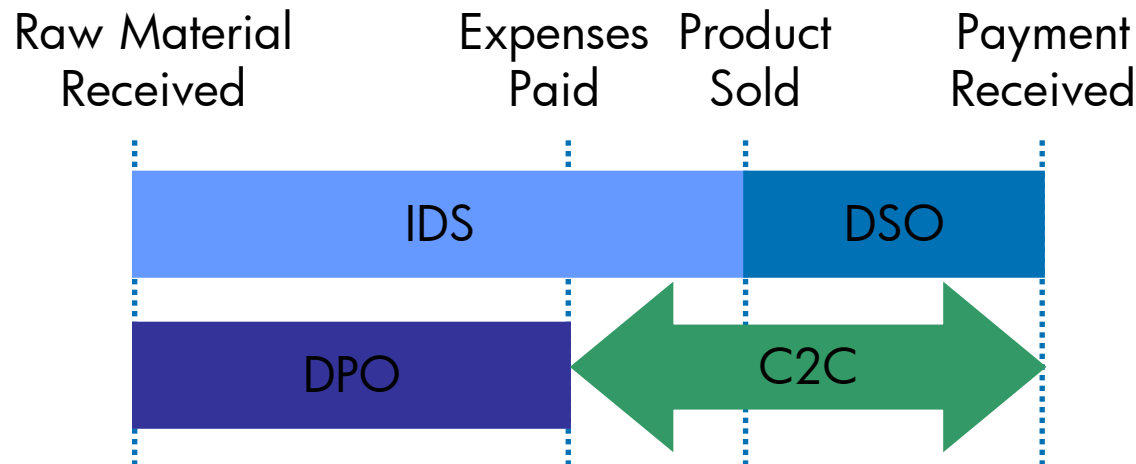 Raw Material
Received
Expenses
Paid
Product
Sold
Payment
Received
IDS
DSO
DPO
C2C